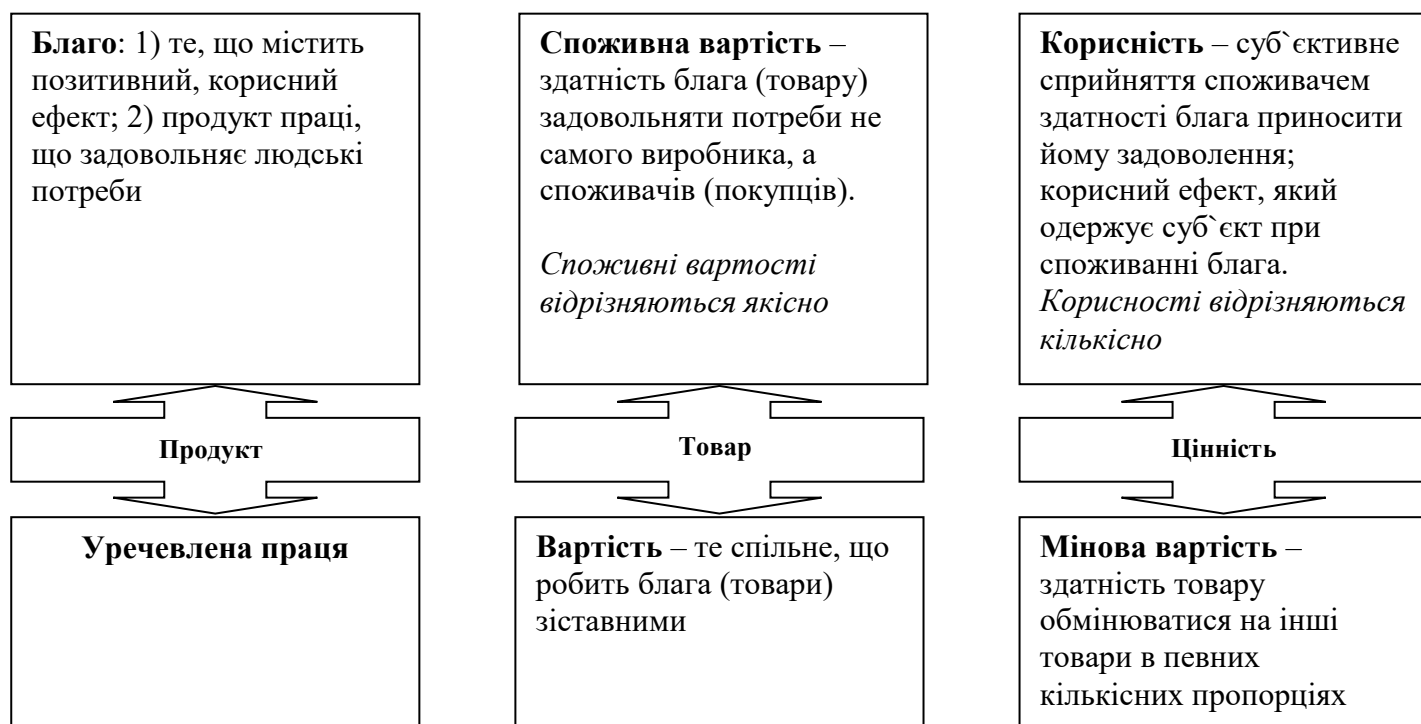 Благо: 1) те, що містить
позитивний, корисний
ефект; 2) продукт праці,
що задовольняє людські
потреби
Споживна вартість –
здатність блага (товару)
задовольняти потреби не
самого виробника, а
споживачів (покупців).
Споживні вартості
відрізняються якісно
Корисність – суб`єктивне
сприйняття споживачем
здатності блага приносити
йому задоволення;
корисний ефект, який
одержує суб`єкт при
споживанні блага.
Корисності відрізняються
кількісно
Продукт
Товар
Цінність
Уречевлена праця
Вартість – те спільне, що
робить блага (товари)
зіставними
Мінова вартість –
здатність товару
обмінюватися на інші
товари в певних
кількісних пропорціях